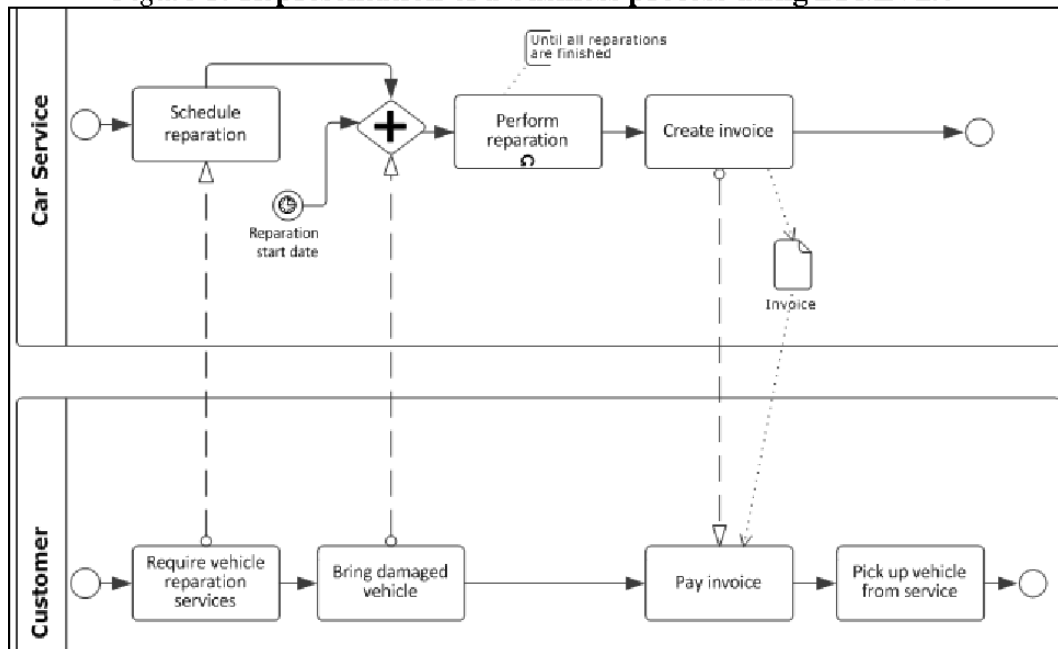 Until all reparations
are finished
Car Service
Schedule
reparation
Perform
reparation
Create invoice
Reparation
start date
Invoice
Customer
Require vehicle
reparation
services
Bring damaged
vehicle
Pay invoice
Pick up vehicle
from service